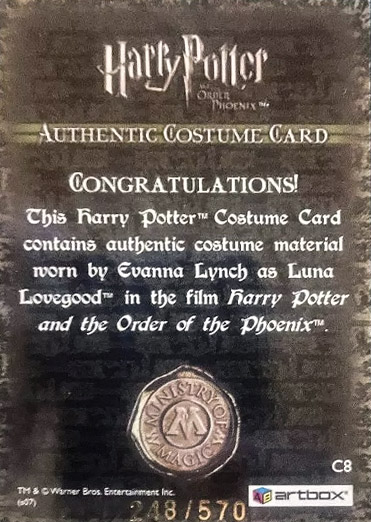 Harry Potter
AND THE
ORDER
OF THE
PHOENIX™
AUTHENTIC COSTUME CARD
CONGRATULATIONS!
This Harry Potter™ Costume Card
contains authentic costume material
worn by Evanna Lynch as Luna
Lovegood™ in the film Harry Potter
and the Order of the Phoenix™.
MINISTRY OF
M
MAGIC
C8
TM & © Warner Bros. Entertainment Inc.
(s07)
artbox®
248/570